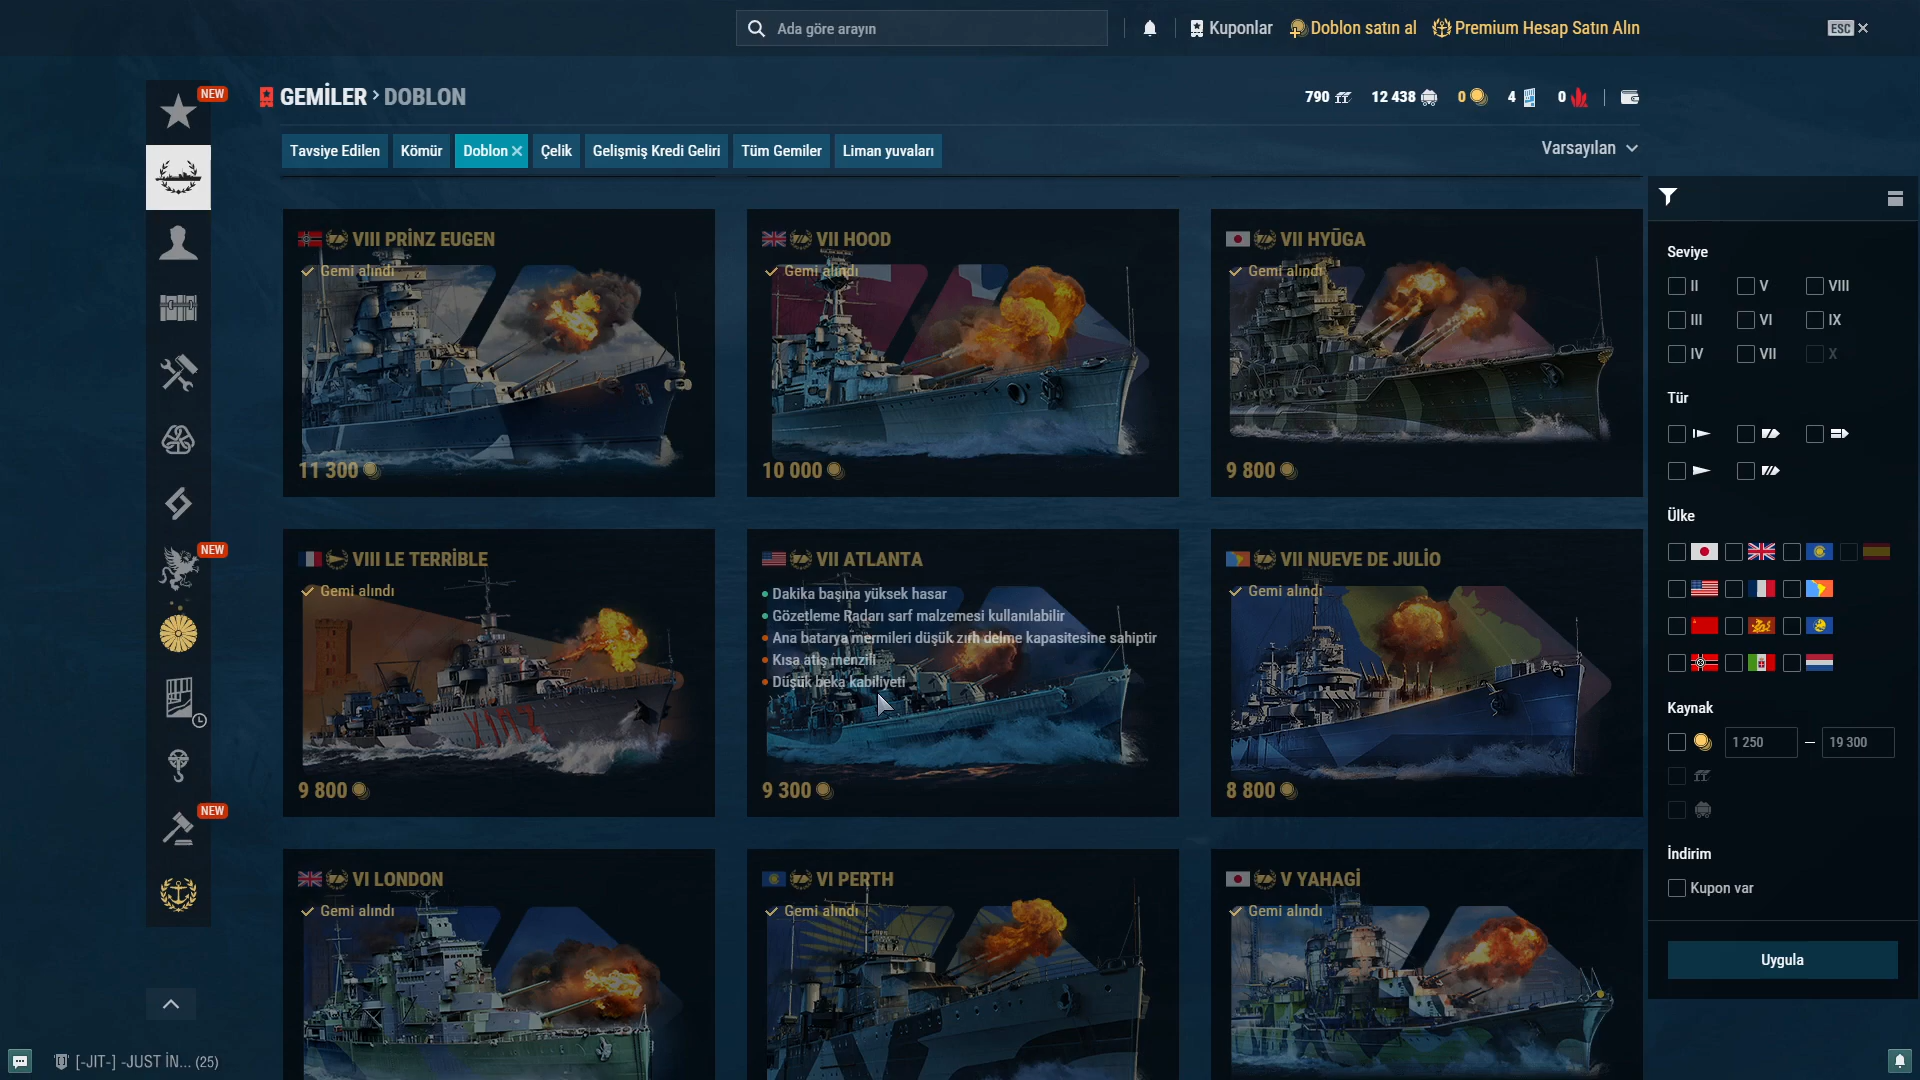 Ada göre arayın
Kuponlar
Doblon satın al
Premium Hesap Satın Alın
ESC
NEW
GEMİLER > DOBLON
790
12 438
0
4
0
Tavsiye Edilen
Kömür
Doblon
Çelik
Gelişmiş Kredi Geliri
Tüm Gemiler
Liman yuvaları
Varsayılan
VIII PRİNZ EUGEN
Gemi alındı
11 300
VII HOOD
Gemi alındı
10 000
VII HYŪGA
Gemi alındı
9 800
VIII LE TERRİBLE
Gemi alındı
X103
9 800
VII ATLANTA
Dakika başına yüksek hasar
Gözetleme Radarı sarf malzemesi kullanılabilir
Ana batarya mermileri düşük zırh delme kapasitesine sahiptir
Kısa atış menzili
Düşük beka kabiliyeti
9 300
VII NUEVE DE JULİO
Gemi alındı
8 800
VI LONDON
Gemi alındı
VI PERTH
Gemi alındı
V YAHAGİ
Gemi alındı
NEW
NEW
Seviye
II
V
VIII
III
VI
IX
IV
VII
X
Tür
Ülke
Kaynak
1 250
—
19 300
İndirim
Kupon var
Uygula
[-JIT-] -JUST İN... (25)